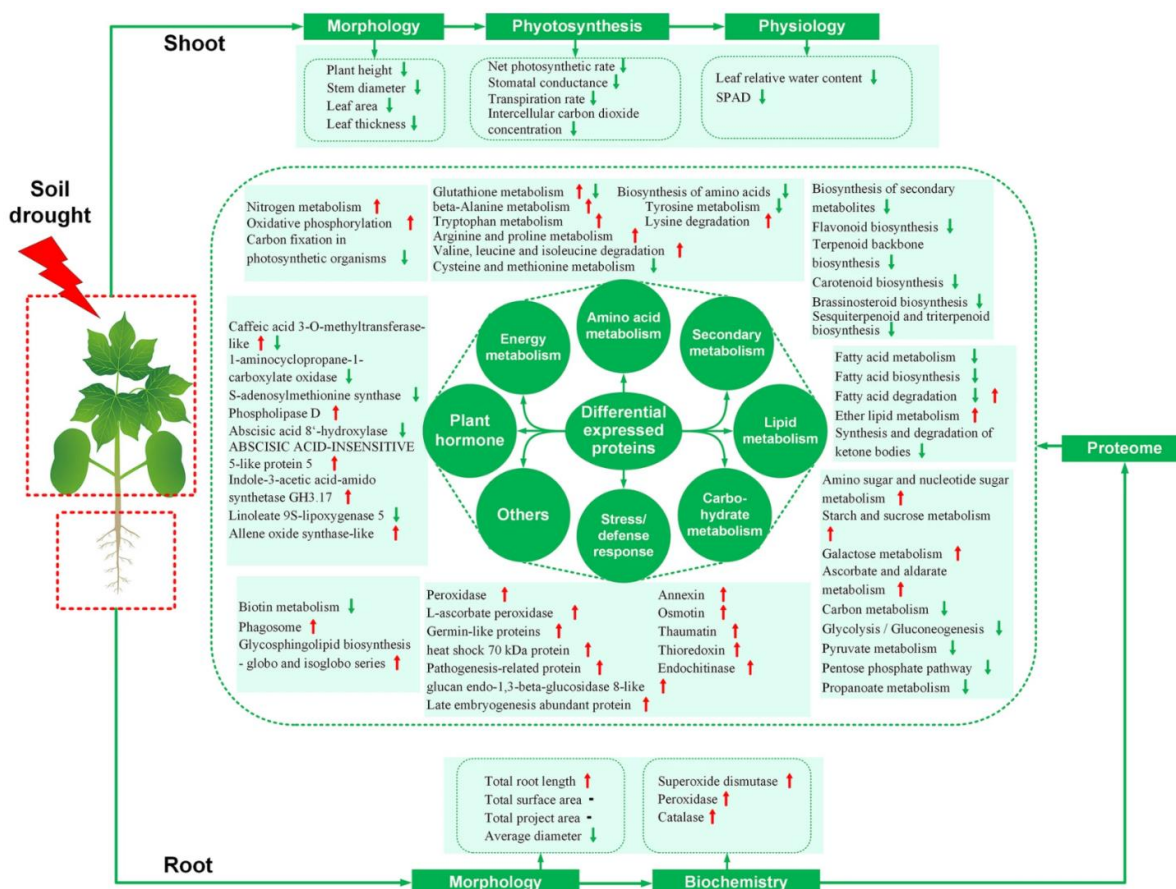 Shoot
Morphology
Phyotosynthesis
Physiology
Plant height
Stem diameter
Leaf area
Leaf thickness
Net photosynthetic rate
Stomatal conductance
Transpiration rate
Intercellular carbon dioxide
concentration
Leaf relative water content
SPAD
Soil
drought
Nitrogen metabolism
Oxidative phosphorylation
Carbon fixation in
photosynthetic organisms
Glutathione metabolism
beta-Alanine metabolism
Tryptophan metabolism
Arginine and proline metabolism
Valine, leucine and isoleucine degradation
Cysteine and methionine metabolism
Biosynthesis of amino acids
Tyrosine metabolism
Lysine degradation
Biosynthesis of secondary
metabolites
Flavonoid biosynthesis
Terpenoid backbone
biosynthesis
Carotenoid biosynthesis
Brassinosteroid biosynthesis
Sesquiterpenoid and triterpenoid
biosynthesis
Caffeic acid 3-O-methyltransferase-
like
1-aminocyclopropane-1-
carboxylate oxidase
S-adenosylmethionine synthase
Phospholipase D
Abscisic acid 8'-hydroxylase
ABSCISIC ACID-INSENSITIVE
5-like protein 5
Indole-3-acetic acid-amido
synthetase GH3.17
Linoleate 9S-lipoxygenase 5
Allene oxide synthase-like
Energy
metabolism
Amino acid
metabolism
Secondary
metabolism
Plant
hormone
Differential
expressed
proteins
Lipid
metabolism
Others
Stress/
defense
response
Carbo-
hydrate
metabolism
Fatty acid metabolism
Fatty acid biosynthesis
Fatty acid degradation
Ether lipid metabolism
Synthesis and degradation of
ketone bodies
Proteome
Amino sugar and nucleotide sugar
metabolism
Starch and sucrose metabolism
Galactose metabolism
Ascorbate and aldarate
metabolism
Carbon metabolism
Glycolysis / Gluconeogenesis
Pyruvate metabolism
Pentose phosphate pathway
Propanoate metabolism
Biotin metabolism
Phagosome
Glycosphingolipid biosynthesis
- globo and isoglobo series
Peroxidase
L-ascorbate peroxidase
Germin-like proteins
heat shock 70 kDa protein
Pathogenesis-related protein
glucan endo-1,3-beta-glucosidase 8-like
Late embryogenesis abundant protein
Annexin
Osmotin
Thaumatin
Thioredoxin
Endochitinase
Total root length
Total surface area -
Total project area -
Average diameter
Superoxide dismutase
Peroxidase
Catalase
Root
Morphology
Biochemistry